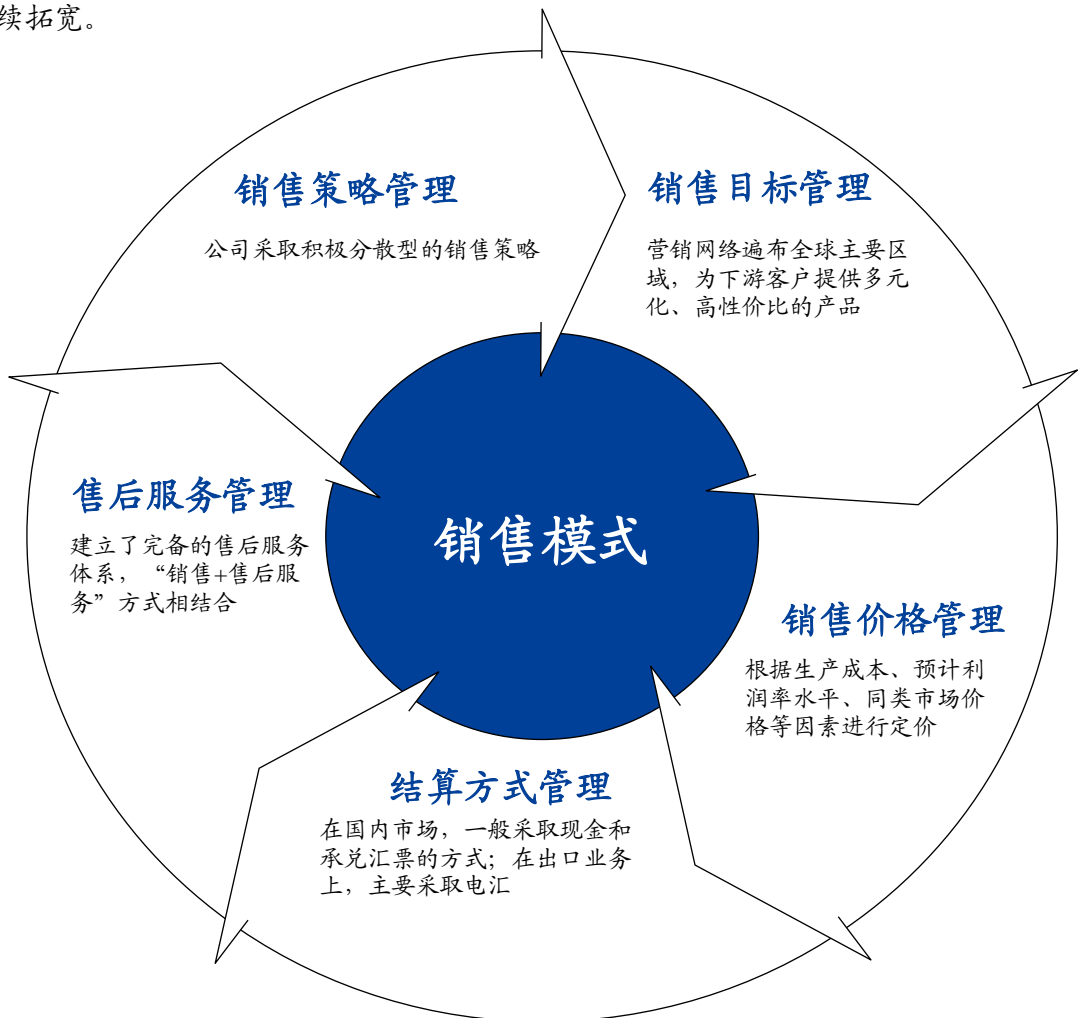 续拓宽。
销售策略管理
公司采取积极分散型的销售策略
销售目标管理
营销网络遍布全球主要区
域，为下游客户提供多元
化、高性价比的产品
售后服务管理
建立了完备的售后服务
体系，“销售+售后服
务”方式相结合
销售模式
销售价格管理
根据生产成本、预计利
润率水平、同类市场价
格等因素进行定价
结算方式管理
在国内市场，一般采取现金和
承兑汇票的方式；在出口业务
上，主要采取电汇